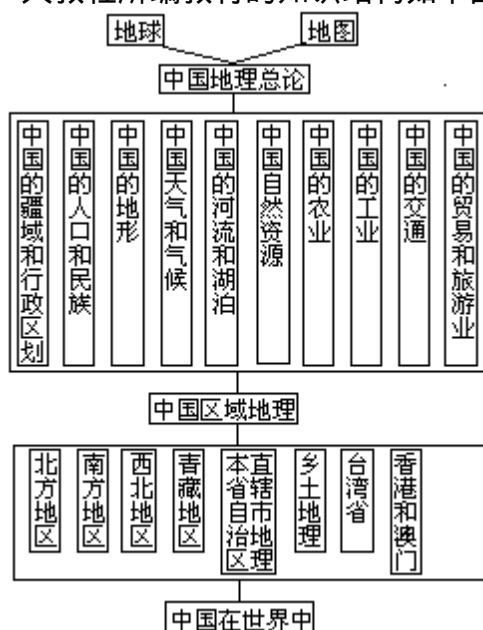 地球
地图
中国地理总论
中国的疆域和行政区划
中国的人口和民族
中国的地形
中国天气和气候
中国的河流和湖泊
中国自然资源
中国的农业
中国的工业
中国的交通
中国的贸易和旅游业
中国区域地理
北方地区
南方地区
西北地区
青藏地区
本省自治区
直辖市地理
乡土地理
台湾省
香港和澳门
中国在世界中